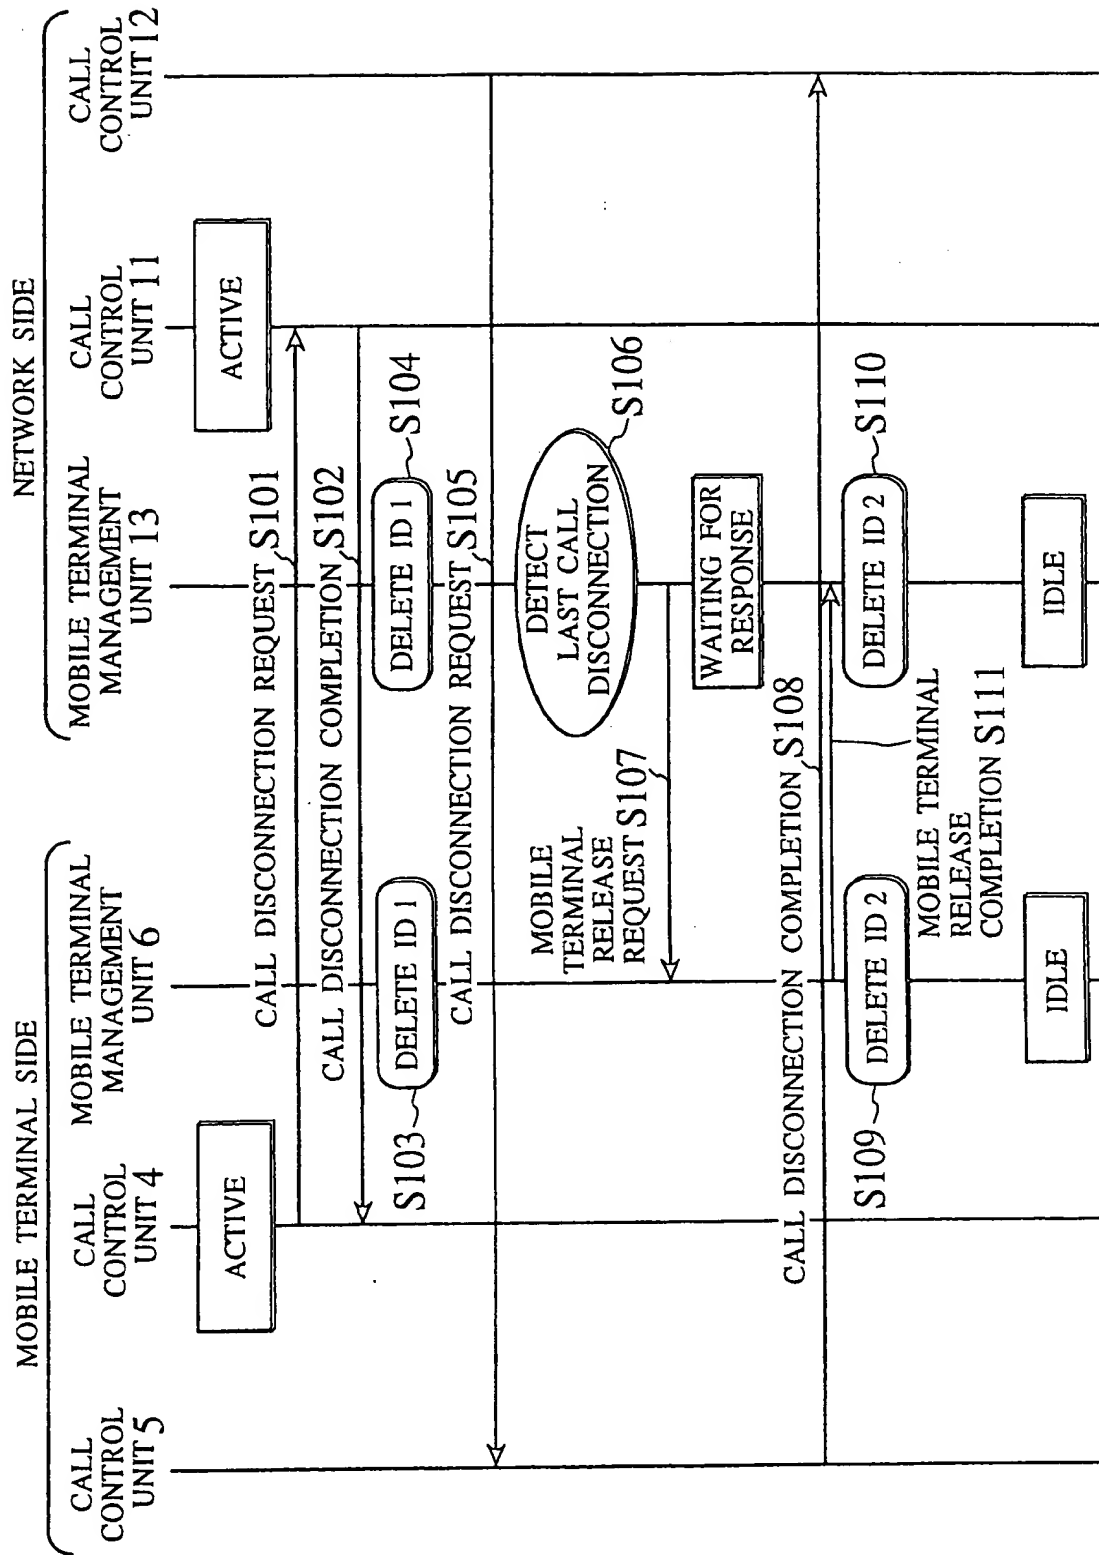 MOBILE TERMINAL SIDE
NETWORK SIDE
CALL
CONTROL
UNIT 5
CALL
CONTROL
UNIT 4
MOBILE TERMINAL
MANAGEMENT
UNIT 6
MOBILE TERMINAL
MANAGEMENT
UNIT 13
CALL
CONTROL
UNIT 11
CALL
CONTROL
UNIT 12
ACTIVE
ACTIVE
CALL DISCONNECTION REQUEST S101
CALL DISCONNECTION COMPLETION S102
S103
DELETE ID 1
DELETE ID 1
S104
CALL DISCONNECTION REQUEST S105
DETECT
LAST CALL
DISCONNECTION
S106
MOBILE
TERMINAL
RELEASE
REQUEST S107
WAITING FOR
RESPONSE
CALL DISCONNECTION COMPLETION S108
S109
DELETE ID 2
DELETE ID 2
S110
MOBILE TERMINAL
RELEASE
COMPLETION S111
IDLE
IDLE